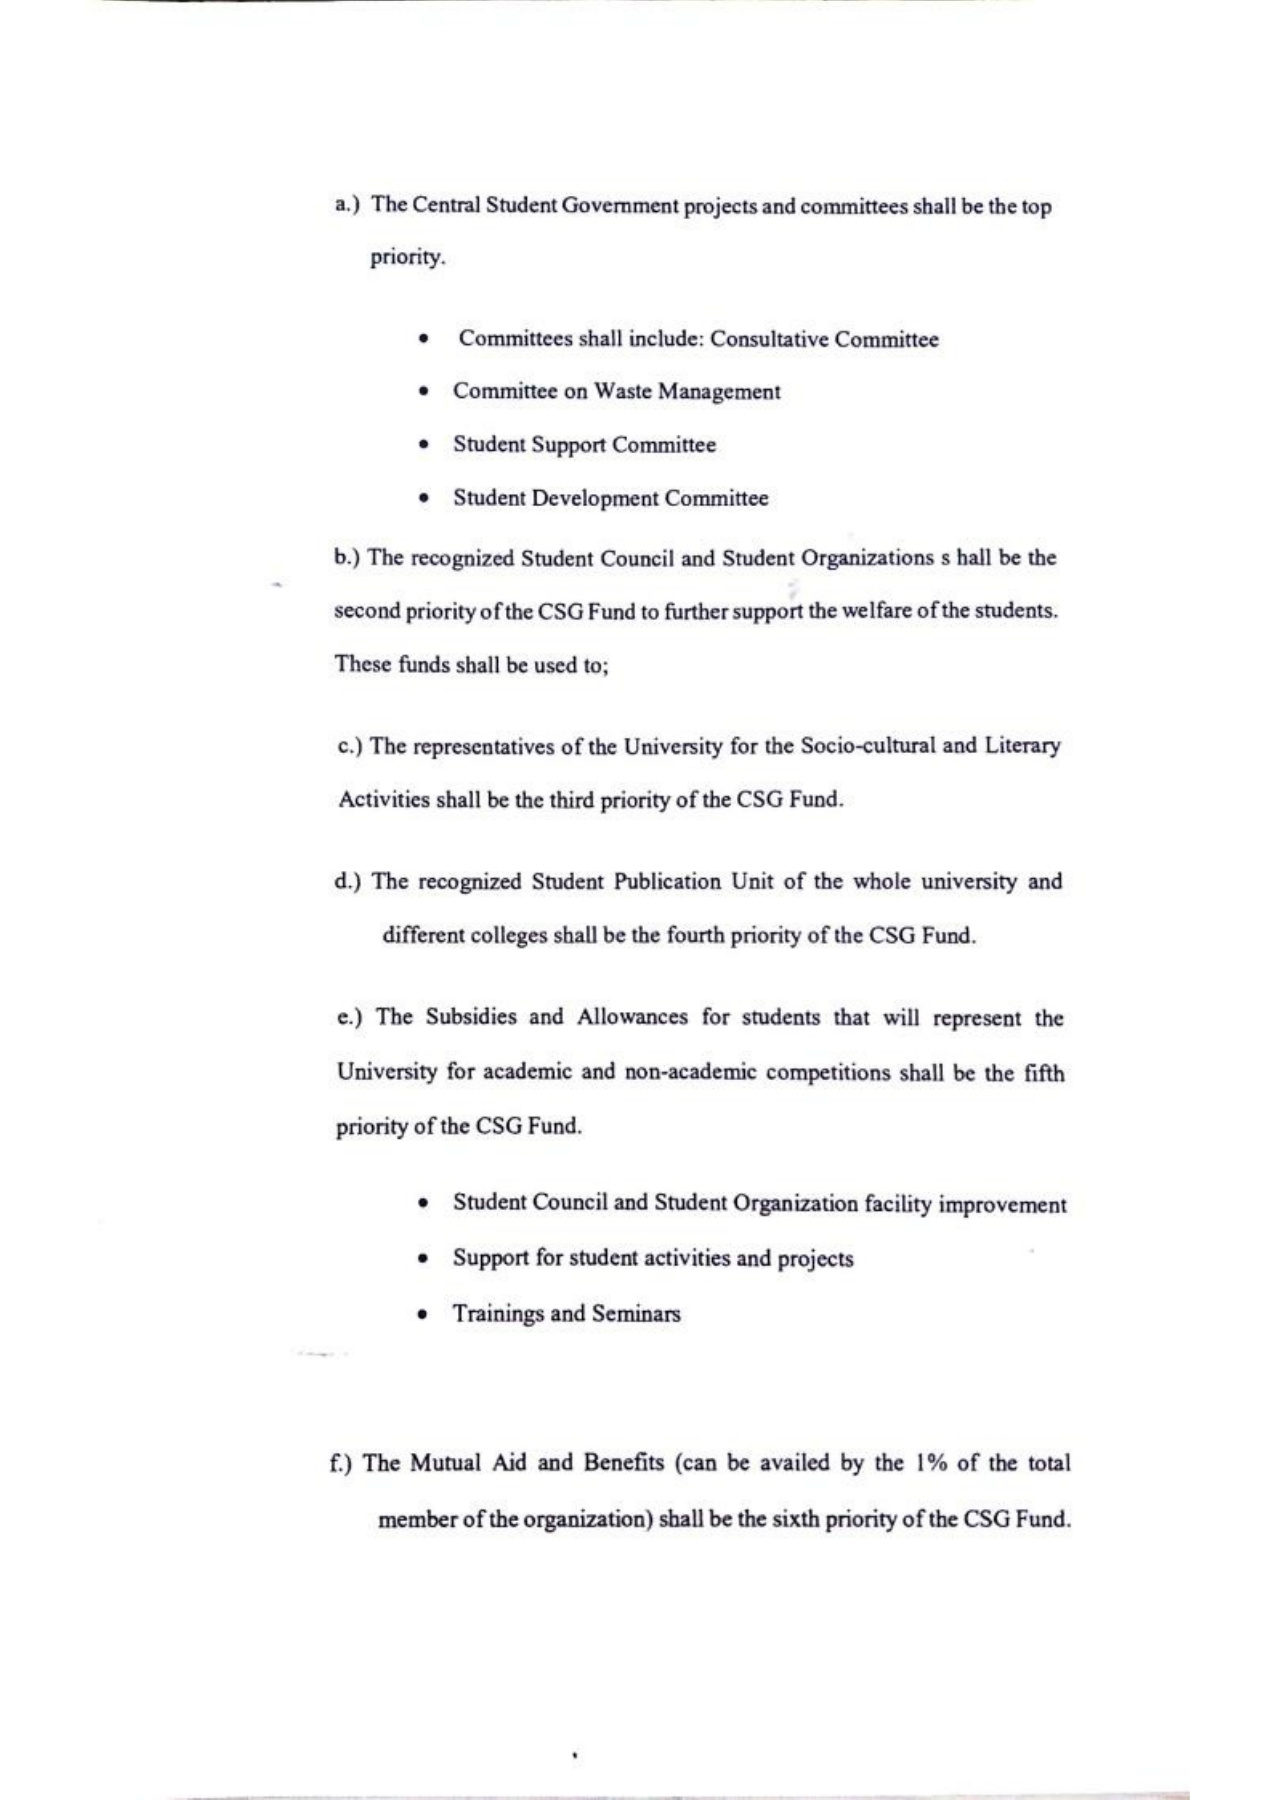 a.) The Central Student Government projects and committees shall be the top
priority.
• Committees shall include: Consultative Committee
• Committee on Waste Management
• Student Support Committee
• Student Development Committee
b.) The recognized Student Council and Student Organizations s hall be the
second priority of the CSG Fund to further support the welfare of the students.
These funds shall be used to;
c.) The representatives of the University for the Socio-cultural and Literary
Activities shall be the third priority of the CSG Fund.
d.) The recognized Student Publication Unit of the whole university and
different colleges shall be the fourth priority of the CSG Fund.
e.) The Subsidies and Allowances for students that will represent the
University for academic and non-academic competitions shall be the fifth
priority of the CSG Fund.
• Student Council and Student Organization facility improvement
• Support for student activities and projects
• Trainings and Seminars
f.) The Mutual Aid and Benefits (can be availed by the 1% of the total
member of the organization) shall be the sixth priority of the CSG Fund.